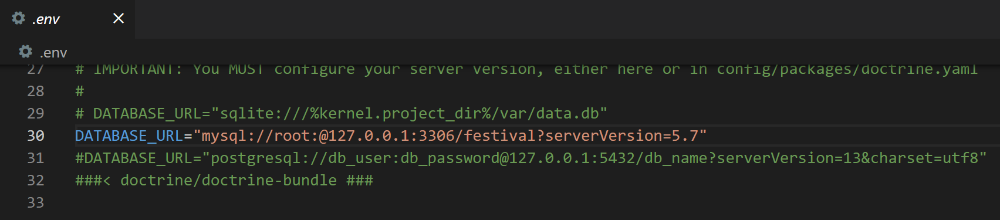 .env
.env
27 # IMPORTANT: You MUST configure your server version, either here or in config/packages/doctrine.yaml
28 #
29 # DATABASE_URL="sqlite:///%kernel.project_dir%/var/data.db"
30 DATABASE_URL="mysql://root:@127.0.0.1:3306/festival?serverVersion=5.7"
31 #DATABASE_URL="postgresql://db_user:db_password@127.0.0.1:5432/db_name?serverVersion=13&charset=utf8"
32 ###< doctrine/doctrine-bundle ###
33